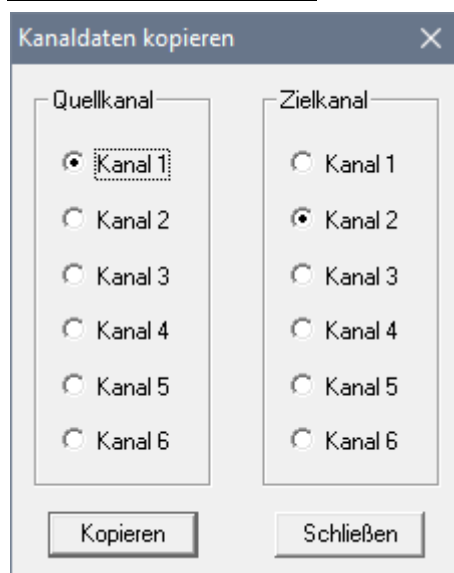 Kanaldaten kopieren
Quellkanal
Kanal 1
Kanal 2
Kanal 3
Kanal 4
Kanal 5
Kanal 6
Zielkanal
Kanal 1
Kanal 2
Kanal 3
Kanal 4
Kanal 5
Kanal 6
Kopieren
Schließen